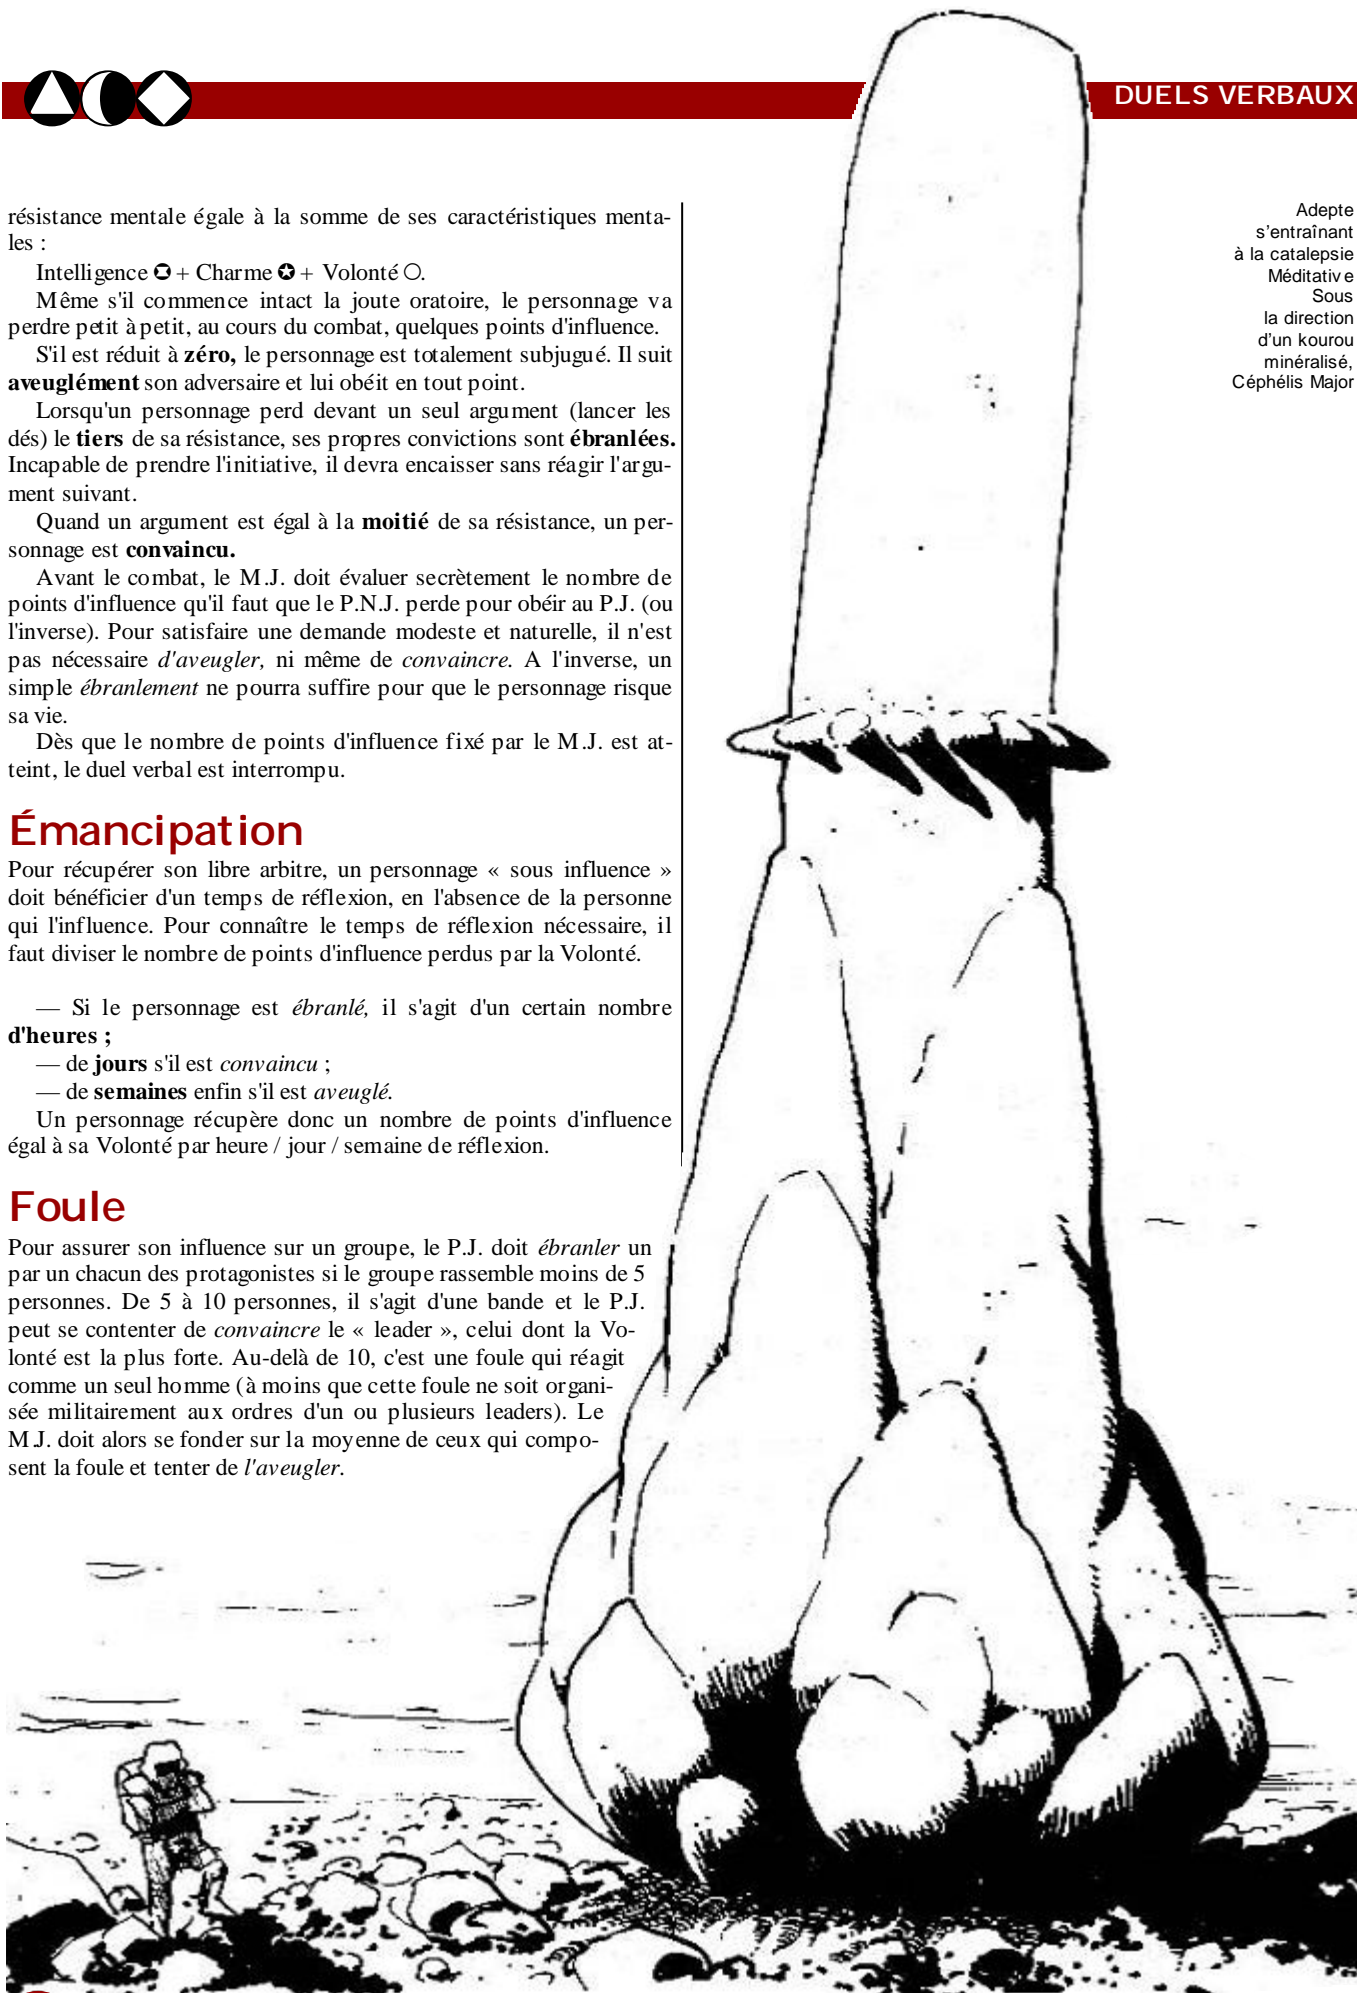 DUELS VERBAUX
résistance mentale égale à la somme de ses caractéristiques menta-
les :
Intelligence ✪ + Charme ✪ + Volonté ❍.
Même s'il commence intact la joute oratoire, le personnage va
perdre petit à petit, au cours du combat, quelques points d'influence.
S'il est réduit à zéro, le personnage est totalement subjugué. Il suit
aveuglément son adversaire et lui obéit en tout point.
Lorsqu'un personnage perd devant un seul argument (lancer les
dés) le tiers de sa résistance, ses propres convictions sont ébranlées.
Incapable de prendre l'initiative, il devra encaisser sans réagir l'argu-
ment suivant.
Quand un argument est égal à la moitié de sa résistance, un per-
sonnage est convaincu.
Avant le combat, le M.J. doit évaluer secrètement le nombre de
points d'influence qu'il faut que le P.N.J. perde pour obéir au P.J. (ou
l'inverse). Pour satisfaire une demande modeste et naturelle, il n'est
pas nécessaire d'aveugler, ni même de convaincre. A l'inverse, un
simple ébranlement ne pourra suffire pour que le personnage risque
sa vie.
Dès que le nombre de points d'influence fixé par le M.J. est at-
teint, le duel verbal est interrompu.
Émancipation
Pour récupérer son libre arbitre, un personnage « sous influence »
doit bénéficier d'un temps de réflexion, en l'absence de la personne
qui l'influence. Pour connaître le temps de réflexion nécessaire, il
faut diviser le nombre de points d'influence perdus par la Volonté.
— Si le personnage est ébranlé, il s'agit d'un certain nombre
d'heures ;
— de jours s'il est convaincu ;
— de semaines enfin s'il est aveuglé.
Un personnage récupère donc un nombre de points d'influence
égal à sa Volonté par heure / jour / semaine de réflexion.
Foule
Pour assurer son influence sur un groupe, le P.J. doit ébranler un
par un chacun des protagonistes si le groupe rassemble moins de 5
personnes. De 5 à 10 personnes, il s'agit d'une bande et le P.J.
peut se contenter de convaincre le « leader », celui dont la Vo-
lonté est la plus forte. Au-delà de 10, c'est une foule qui réagit
comme un seul homme (à moins que cette foule ne soit organi-
sée militairement aux ordres d'un ou plusieurs leaders). Le
M.J. doit alors se fonder sur la moyenne de ceux qui compo-
sent la foule et tenter de l'aveugler.
Adepte
s'entraînant
à la catalepsie
Méditative
Sous
la direction
d'un kourou
minéralisé,
Céphélis Major